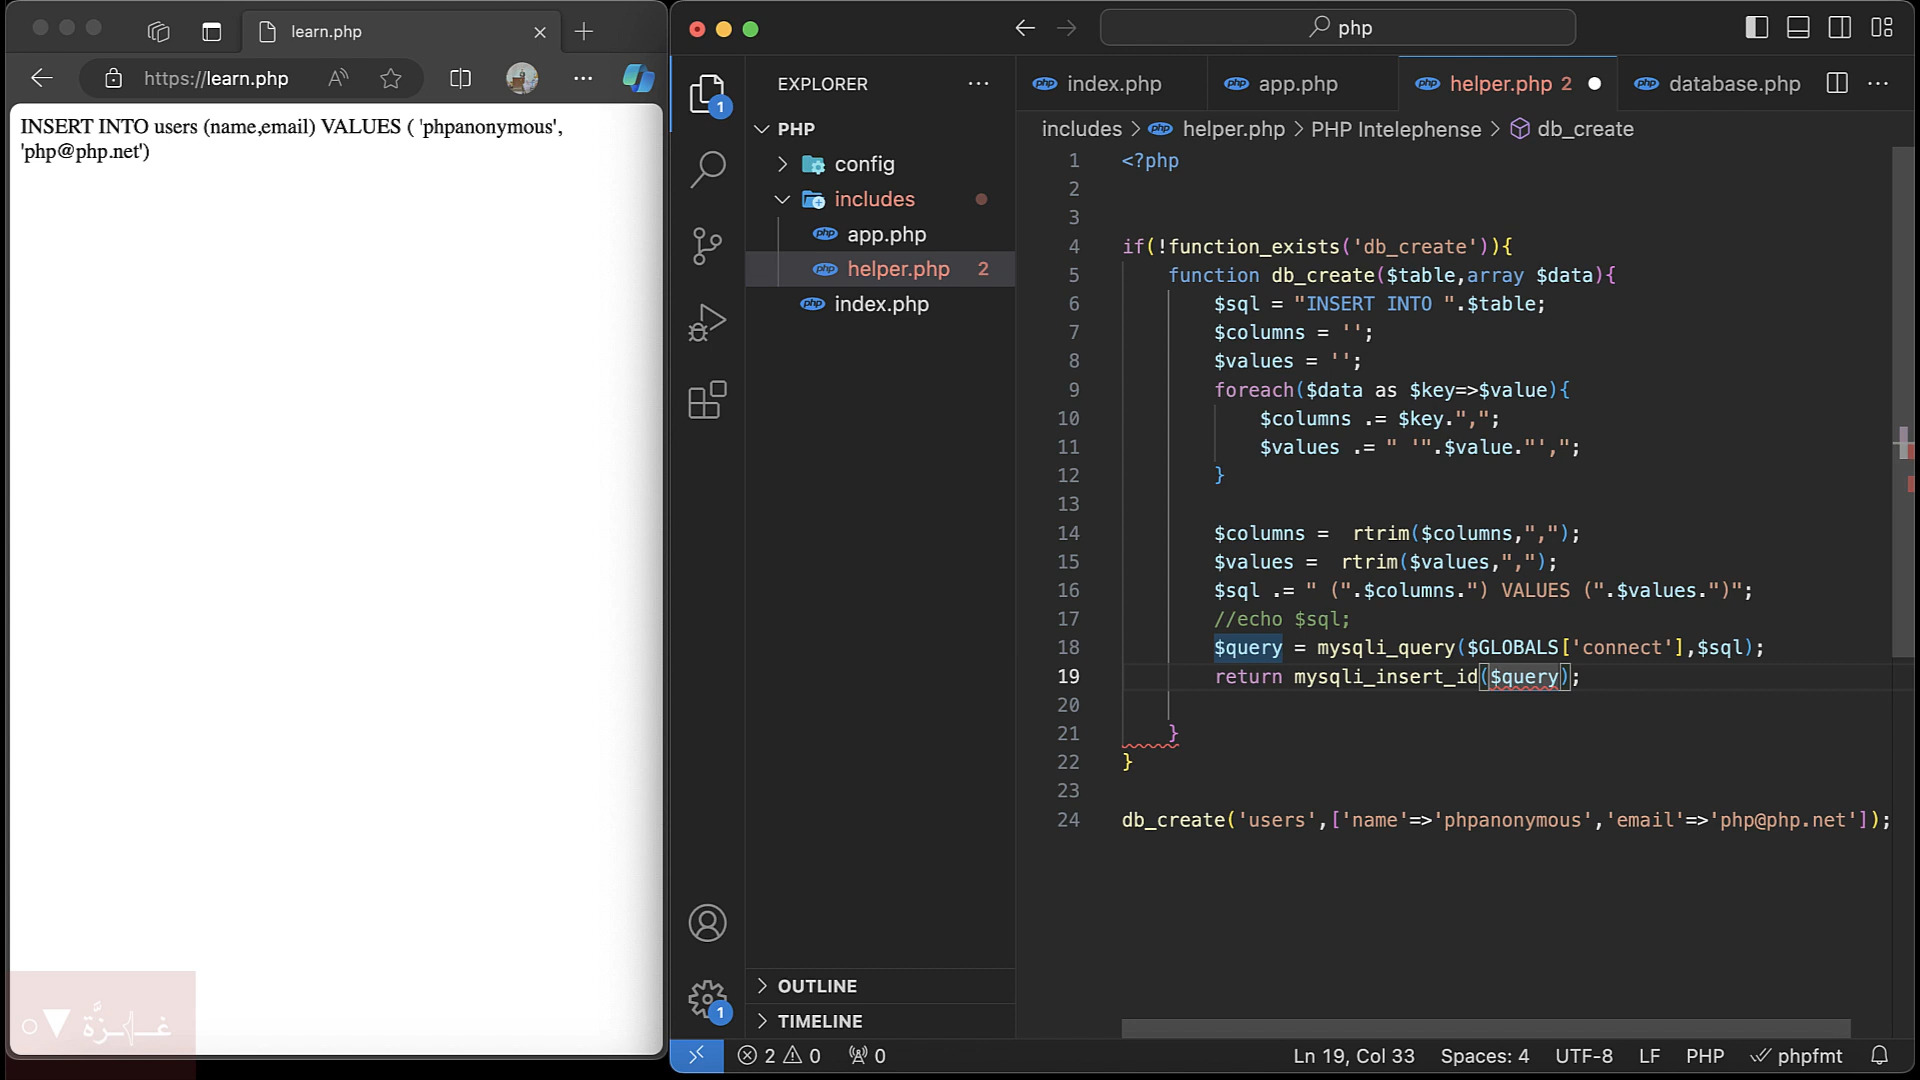 learn.php
https://learn.php
INSERT INTO users (name,email) VALUES ( 'phpanonymous',
'php@php.net')
غـزَّة
php
1
EXPLORER
PHP
config
includes
app.php
helper.php 2
index.php
OUTLINE
TIMELINE
1
index.php
app.php
helper.php 2
database.php
includes > helper.php > PHP Intelephense > db_create
1 <?php
2
3
4 if(!function_exists('db_create')){
5 function db_create($table,array $data){
6 $sql = "INSERT INTO ".$table;
7 $columns = '';
8 $values = '';
9 foreach($data as $key=>$value){
10 $columns .= $key.",";
11 $values .= " '".$value."',";
12 }
13
14 $columns =  rtrim($columns,",");
15 $values =  rtrim($values,",");
16 $sql .= " (".$columns.") VALUES (".$values.")";
17 //echo $sql;
18 $query = mysqli_query($GLOBALS['connect'],$sql);
19 return mysqli_insert_id($query);
20
21 }
22 }
23
24 db_create('users',['name'=>'phpanonymous','email'=>'php@php.net']);
2 0 0 Ln 19, Col 33 Spaces: 4 UTF-8 LF PHP phpfmt